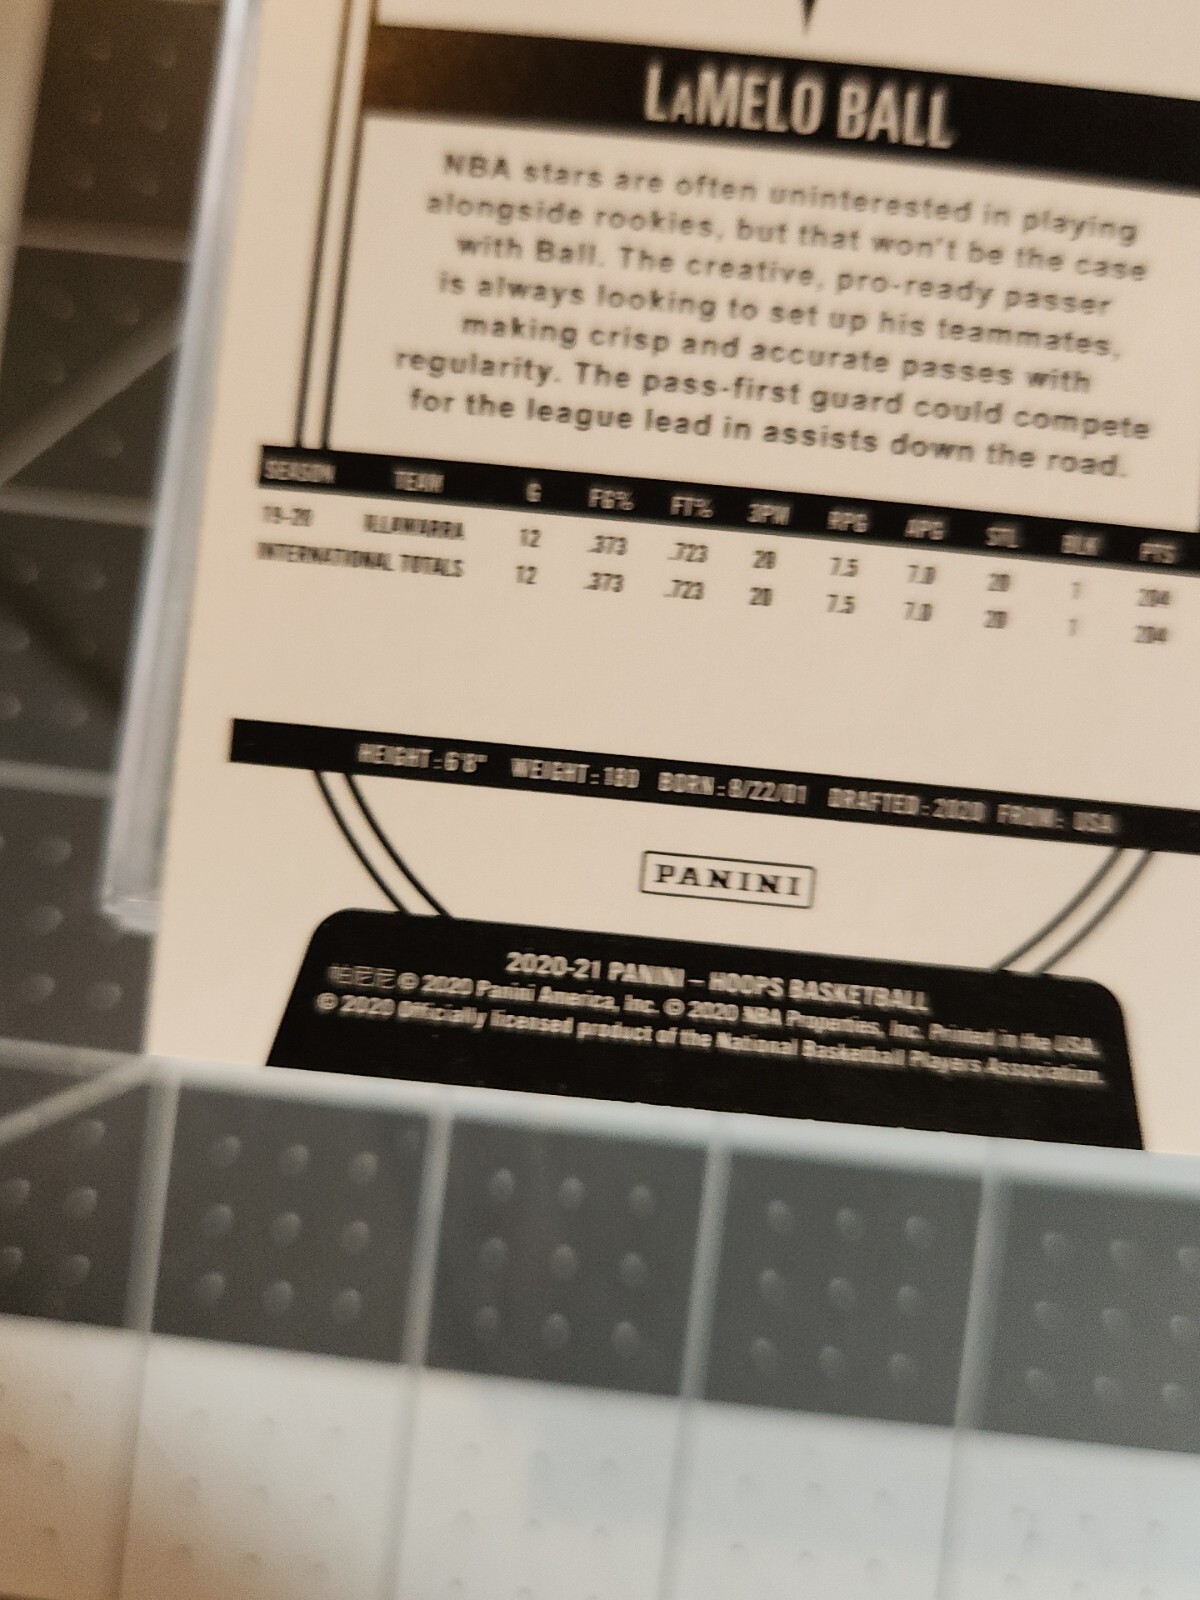 LaMELO BALL
NBA stars are often uninterested in playing
alongside rookies, but that won't be the case
with Ball. The creative, pro-ready passer
is always looking to set up his teammates,
making crisp and accurate passes with
regularity. The pass-first guard could compete
for the league lead in assists down the road.
SEASON TEAM G FG% FT% 3PM RPG APG STL BLK PTS
19-20 ILLAWARRA 12 .373 .723 20 7.5 7.0 20 1 204
INTERNATIONAL TOTALS 12 .373 .723 20 7.5 7.0 20 1 204
HEIGHT: 6'8" WEIGHT: 180 BORN: 8/22/01 DRAFTED: 2020 FROM: USA
PANINI
2020-21 PANINI – HOOPS BASKETBALL
帕尼尼 © 2020 Panini America, Inc. © 2020 NBA Properties, Inc. Printed in the USA.
© 2020 Officially licensed product of the National Basketball Players Association.